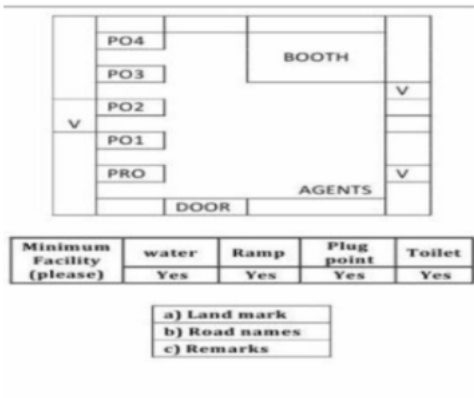 PO4
BOOTH
PO3
PO2
V
V
PO1
PRO
V
AGENTS
DOOR
Minimum Facility (please) water Ramp Plug point Toilet
Yes Yes Yes Yes
a) Land mark
b) Road names
c) Remarks